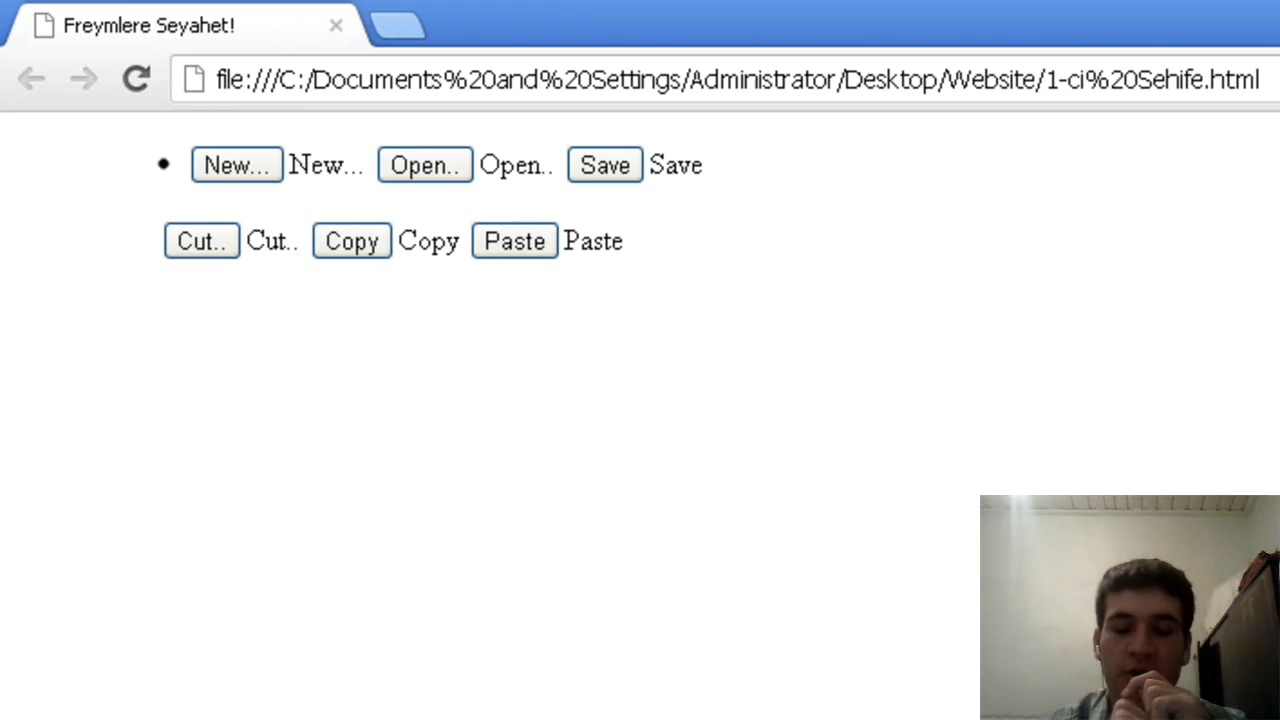 Freymlere Seyahet!
file:///C:/Documents%20and%20Settings/Administrator/Desktop/Website/1-ci%20Sehife.html
New... New... Open.. Open.. Save Save
Cut.. Cut.. Copy Copy Paste Paste